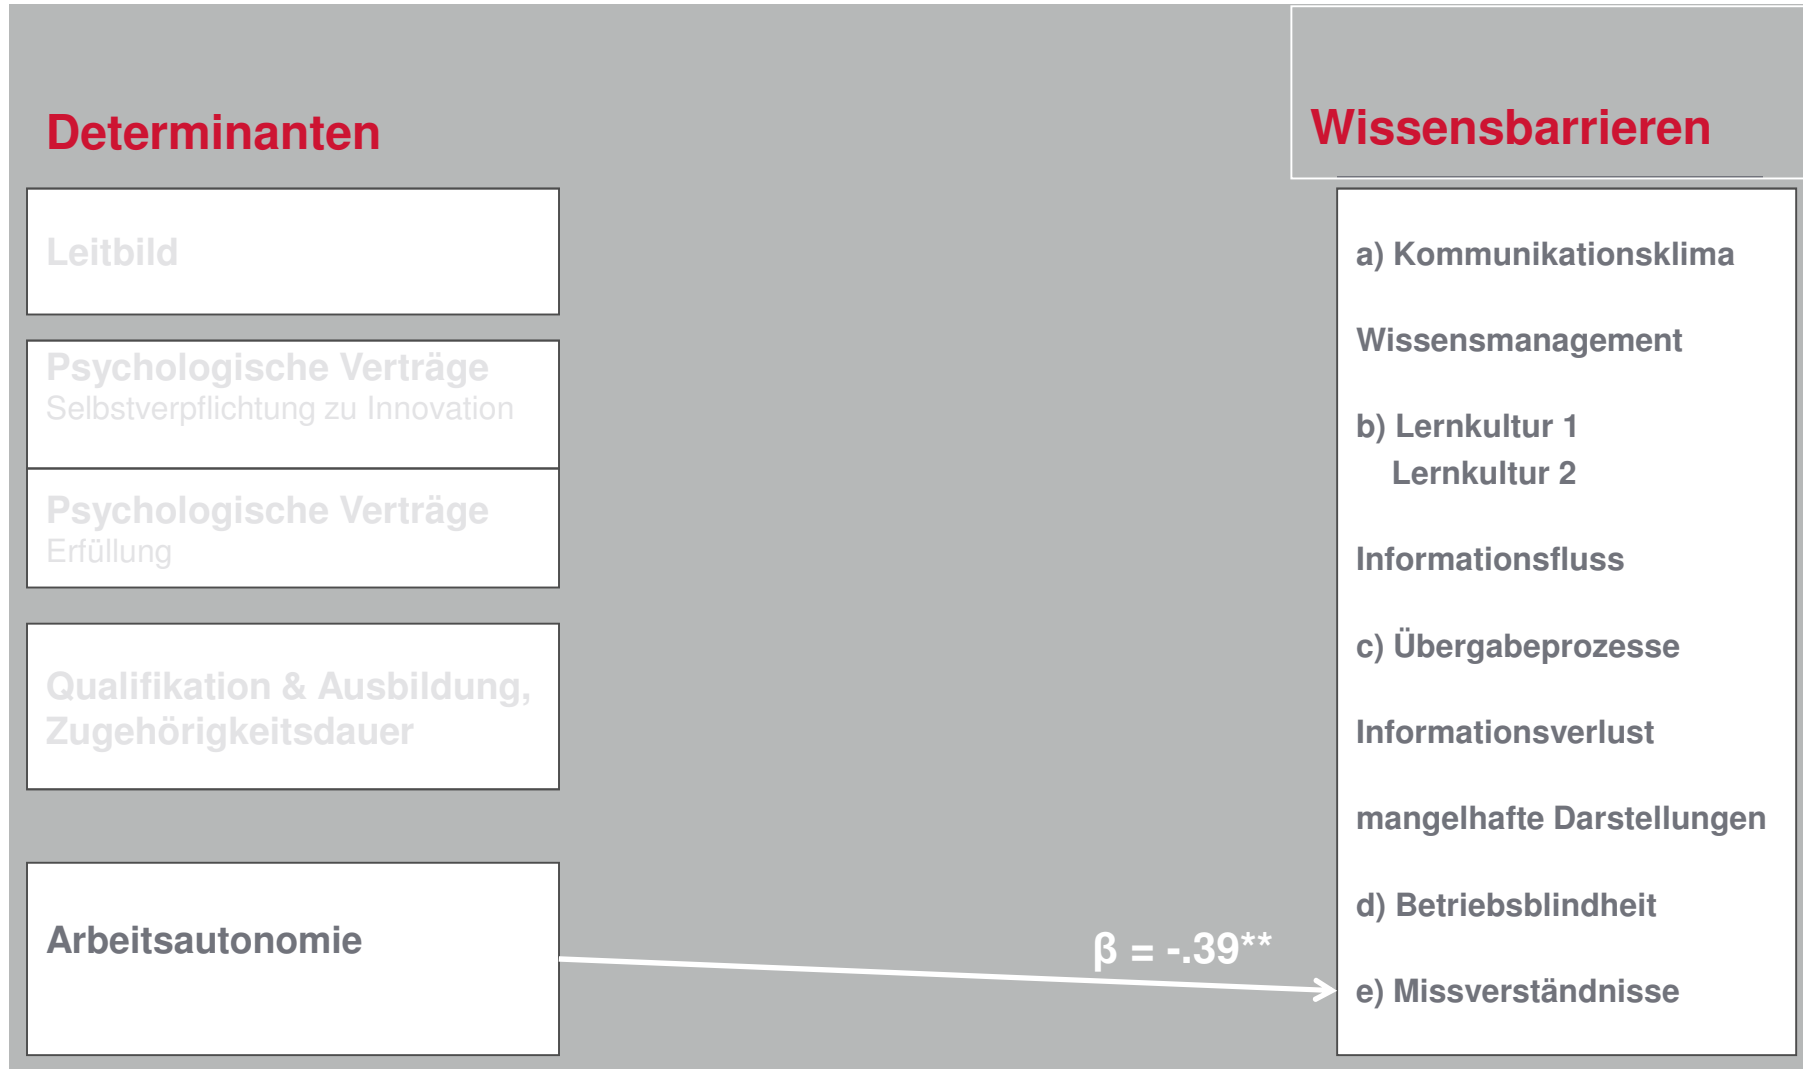 Determinanten
Leitbild
Psychologische Verträge
Selbstverpflichtung zu Innovation
Psychologische Verträge
Erfüllung
Qualifikation & Ausbildung,
Zugehörigkeitsdauer
Arbeitsautonomie
β = -.39**
Wissensbarrieren
a) Kommunikationsklima
Wissensmanagement
b) Lernkultur 1
Lernkultur 2
Informationsfluss
c) Übergabeprozesse
Informationsverlust
mangelhafte Darstellungen
d) Betriebsblindheit
e) Missverständnisse